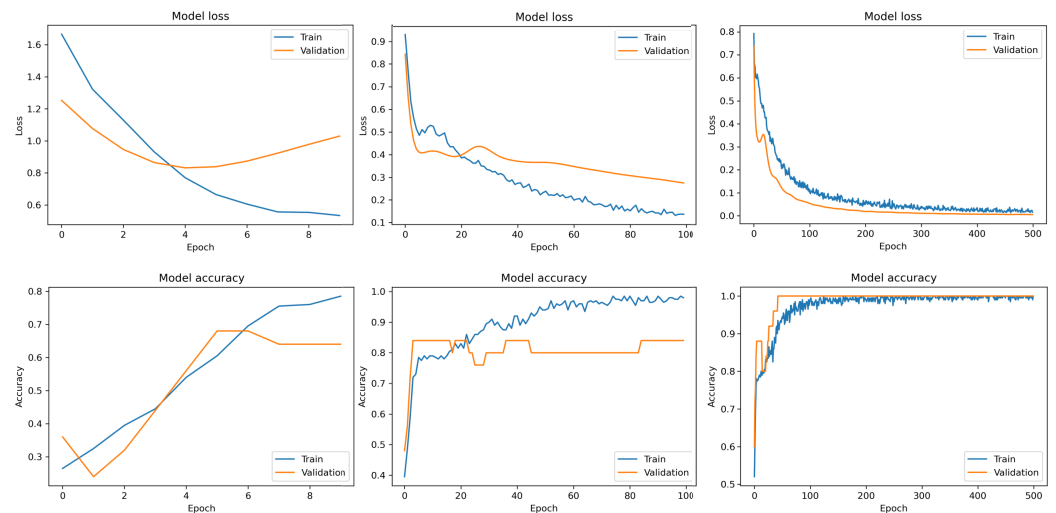 Model loss
1.6
1.4
1.2
1.0
0.8
0.6
Loss
Train
Validation
0 2 4 6 8
Epoch
Model loss
0.9
0.8
0.7
0.6
0.5
0.4
0.3
0.2
0.1
Loss
Train
Validation
0 20 40 60 80 100
Epoch
Model loss
0.8
0.7
0.6
0.5
0.4
0.3
0.2
0.1
0.0
Loss
Train
Validation
0 100 200 300 400 500
Epoch
Model accuracy
0.8
0.7
0.6
0.5
0.4
0.3
Accuracy
Train
Validation
0 2 4 6 8
Epoch
Model accuracy
1.0
0.9
0.8
0.7
0.6
0.5
0.4
Accuracy
Train
Validation
0 20 40 60 80 100
Epoch
Model accuracy
1.0
0.9
0.8
0.7
0.6
0.5
Accuracy
Train
Validation
0 100 200 300 400 500
Epoch